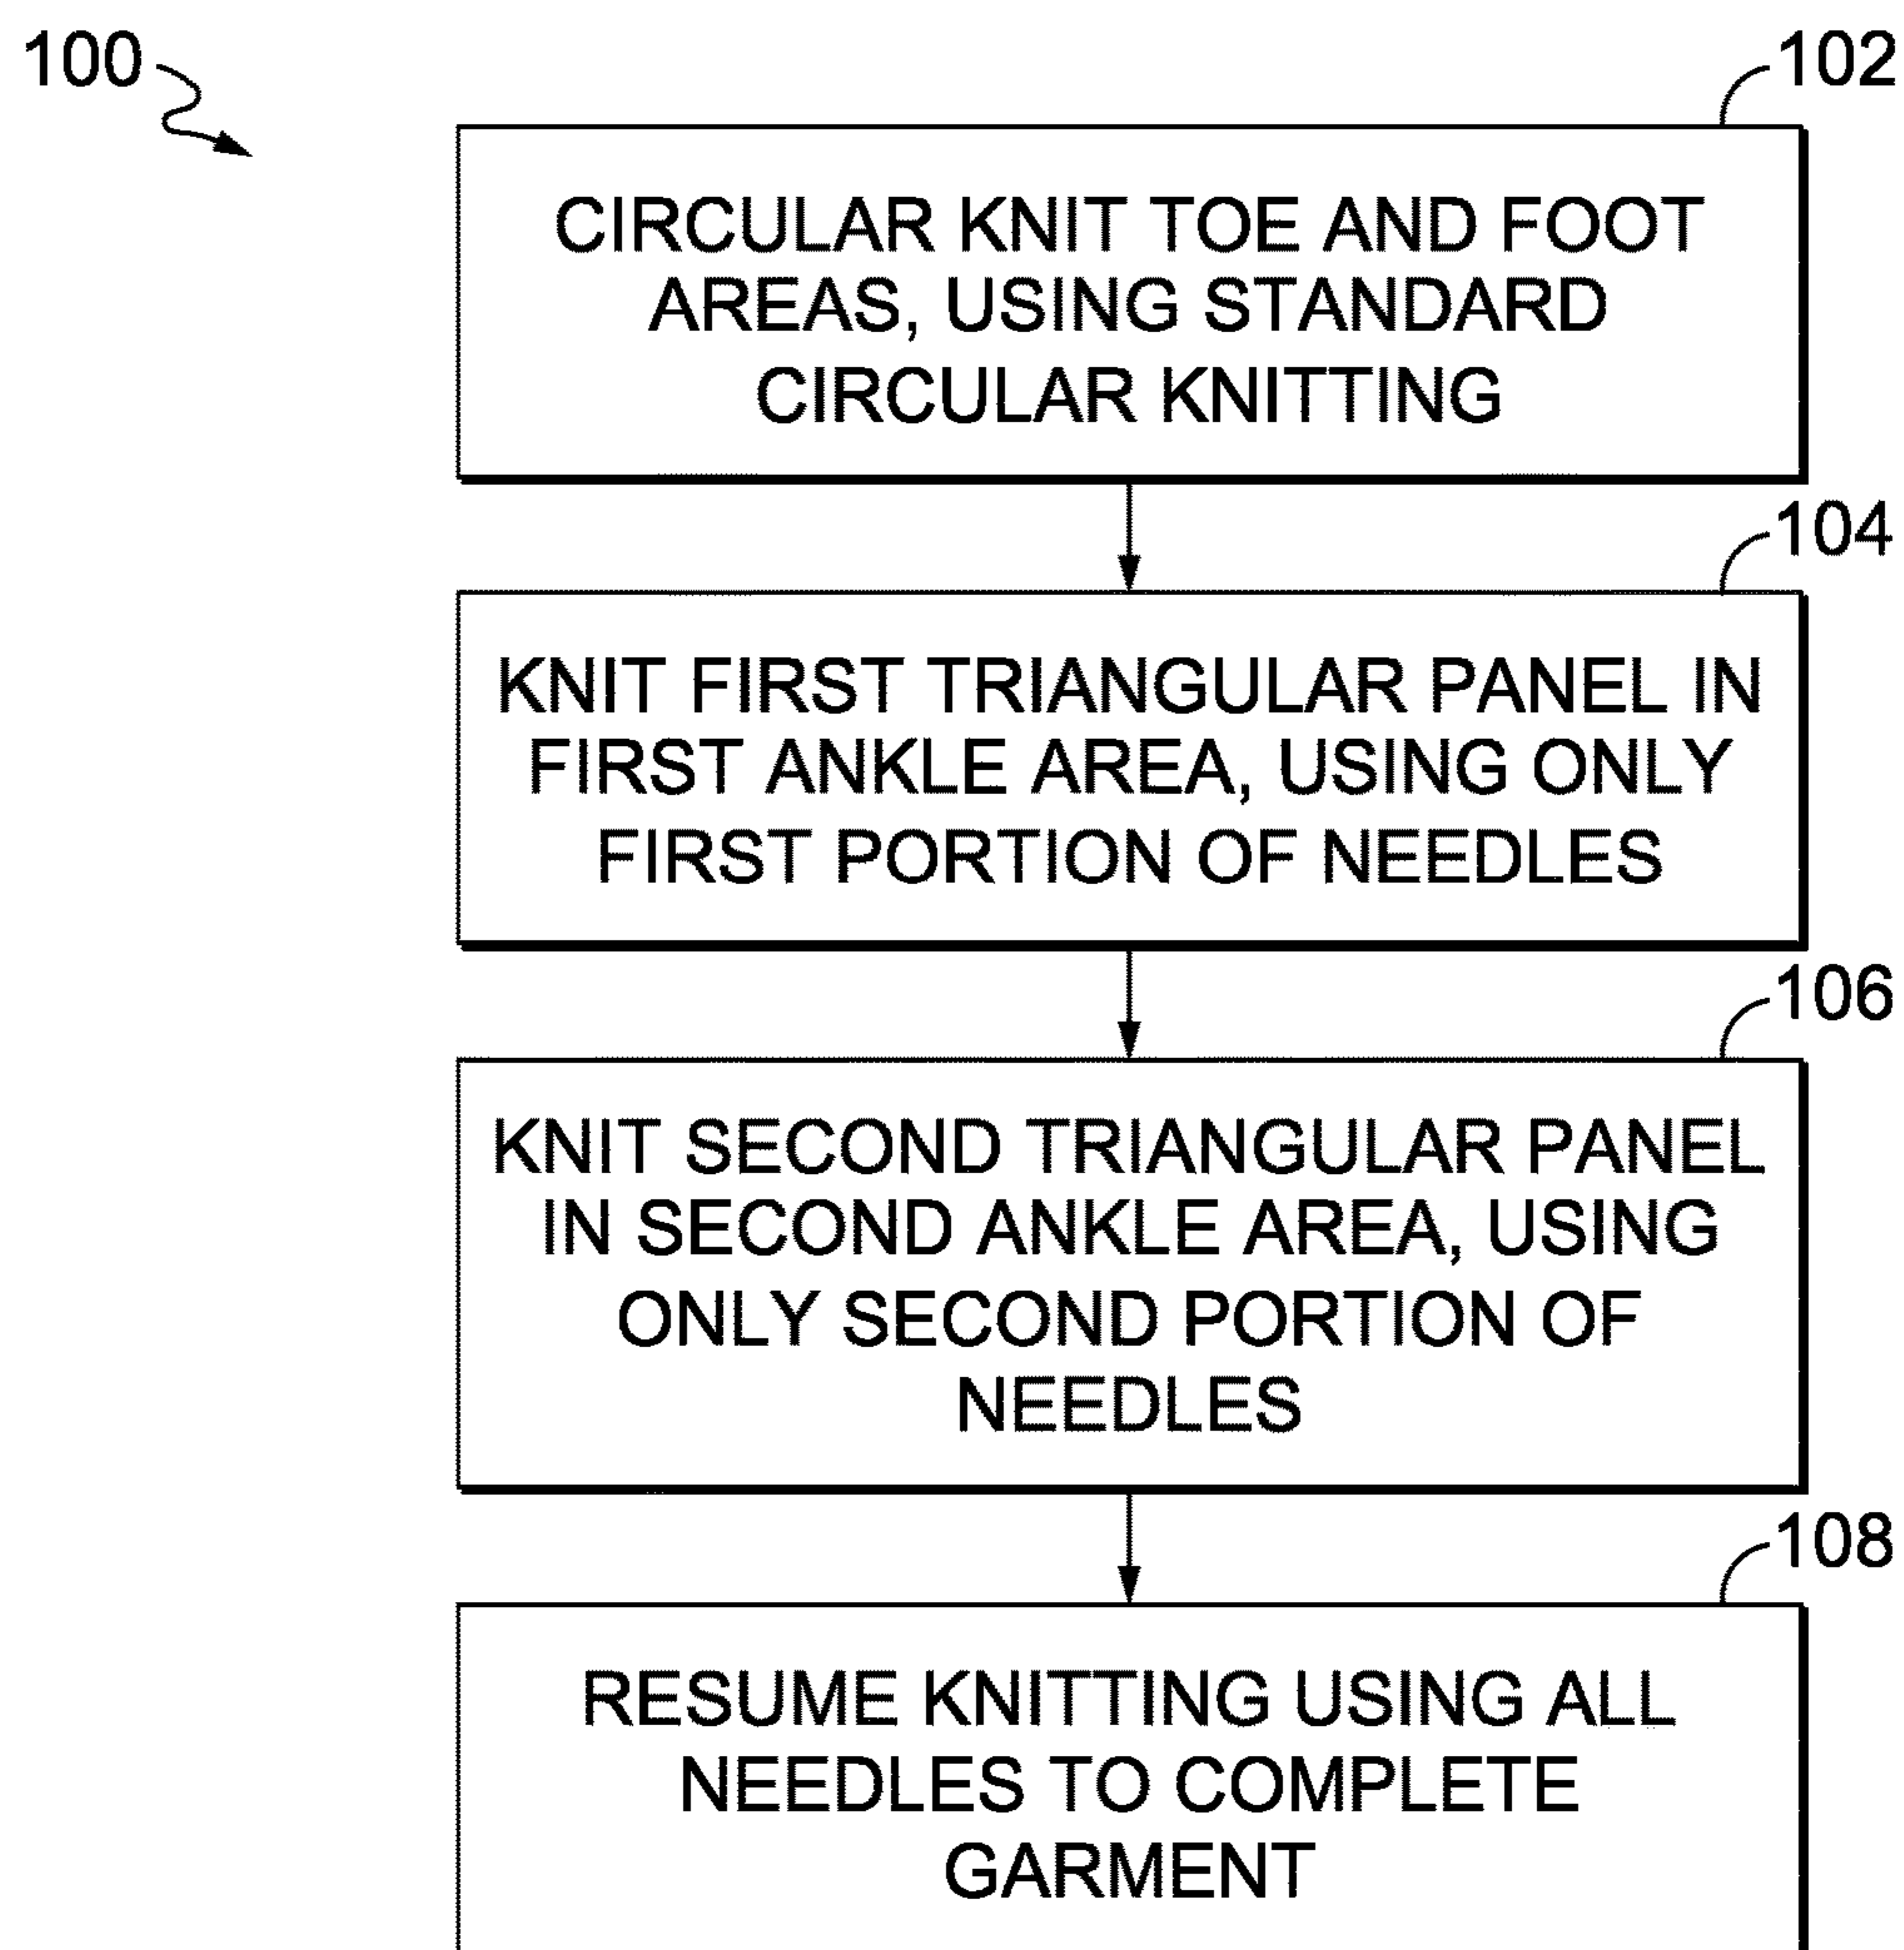 100
102
CIRCULAR KNIT TOE AND FOOT
AREAS, USING STANDARD
CIRCULAR KNITTING
104
KNIT FIRST TRIANGULAR PANEL IN
FIRST ANKLE AREA, USING ONLY
FIRST PORTION OF NEEDLES
106
KNIT SECOND TRIANGULAR PANEL
IN SECOND ANKLE AREA, USING
ONLY SECOND PORTION OF
NEEDLES
108
RESUME KNITTING USING ALL
NEEDLES TO COMPLETE
GARMENT